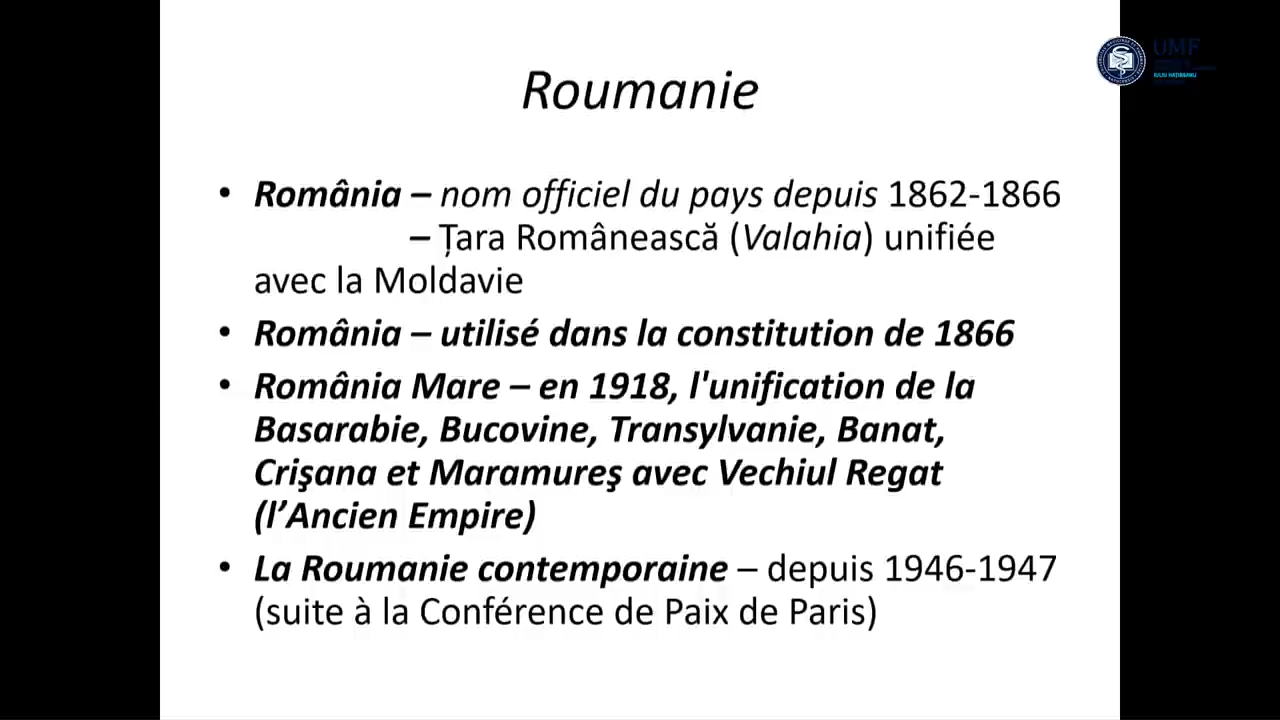 Roumanie
• România – nom officiel du pays depuis 1862-1866
– Țara Românească (Valahia) unifiée
avec la Moldavie
• România – utilisé dans la constitution de 1866
• România Mare – en 1918, l'unification de la
Basarabie, Bucovine, Transylvanie, Banat,
Crişana et Maramureş avec Vechiul Regat
(l’Ancien Empire)
• La Roumanie contemporaine – depuis 1946-1947
(suite à la Conférence de Paix de Paris)
UMF
IULIU HAȚIEGANU